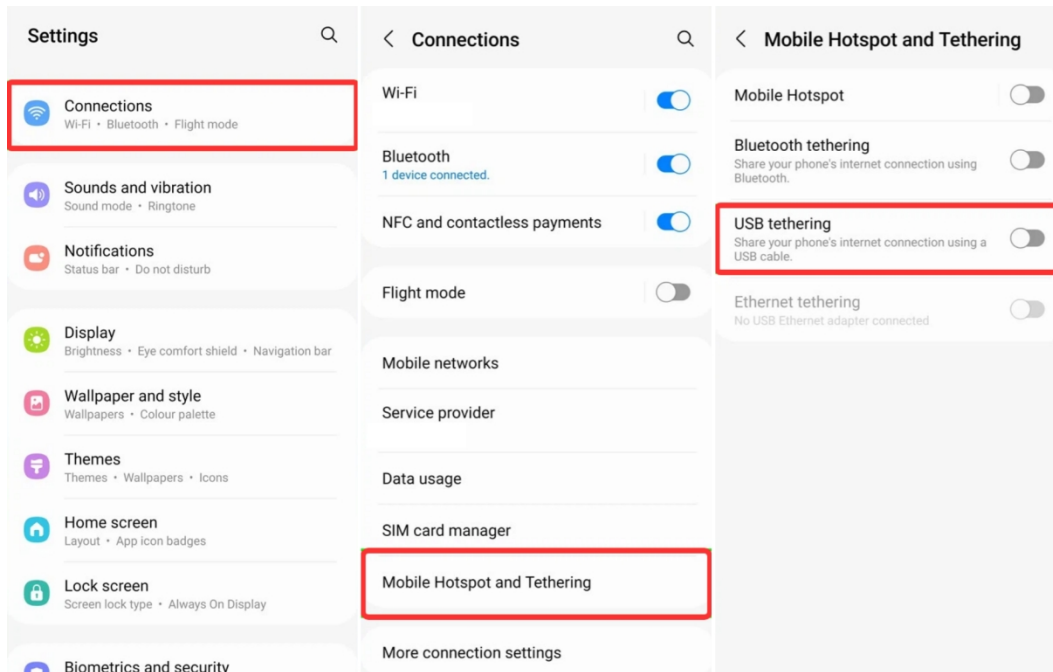 Settings
Connections
Wi-Fi • Bluetooth • Flight mode
Sounds and vibration
Sound mode • Ringtone
Notifications
Status bar • Do not disturb
Display
Brightness • Eye comfort shield • Navigation bar
Wallpaper and style
Wallpapers • Colour palette
Themes
Themes • Wallpapers • Icons
Home screen
Layout • App icon badges
Lock screen
Screen lock type • Always On Display
Biometrics and security
Connections
Wi-Fi
Bluetooth
1 device connected.
NFC and contactless payments
Flight mode
Mobile networks
Service provider
Data usage
SIM card manager
Mobile Hotspot and Tethering
More connection settings
Mobile Hotspot and Tethering
Mobile Hotspot
Bluetooth tethering
Share your phone's internet connection using
Bluetooth.
USB tethering
Share your phone's internet connection using a
USB cable.
Ethernet tethering
No USB Ethernet adapter connected